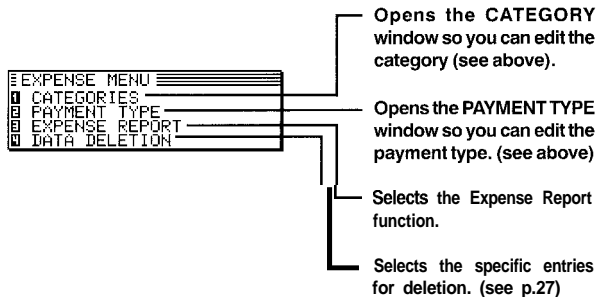 EXPENSE MENU
1 CATEGORIES
2 PAYMENT TYPE
3 EXPENSE REPORT
4 DATA DELETION
Opens the CATEGORY
window so you can edit the
category (see above).
Opens the PAYMENT TYPE
window so you can edit the
payment type. (see above)
Selects the Expense Report
function.
Selects the specific entries
for deletion. (see p.27)